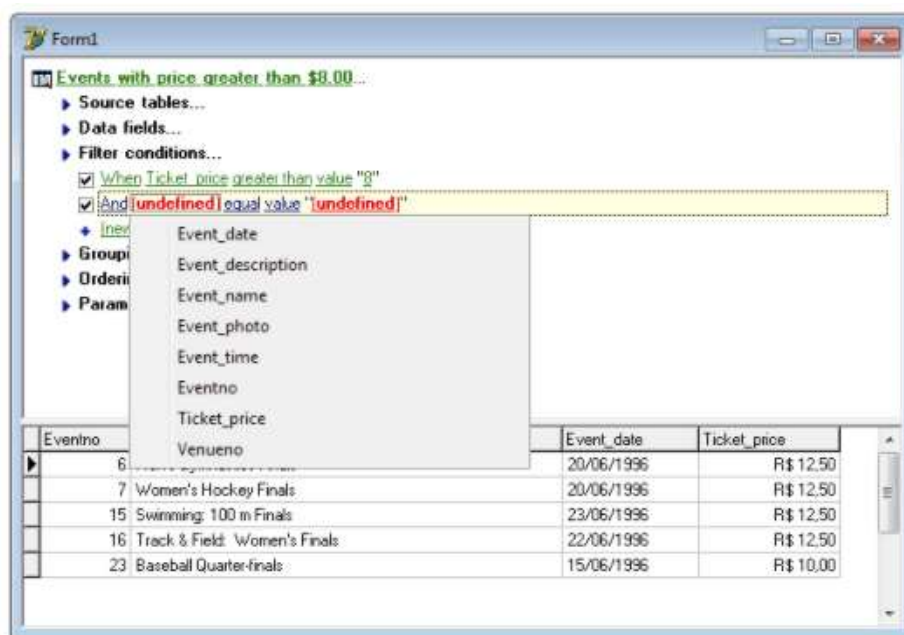 Form1
Events with price greater than $8.00...
Source tables...
Data fields...
Filter conditions...
When Ticket_price greater than value "8"
And [undefined] equal value "[undefined]"
Event_date
Event_description
Event_name
Event_photo
Event_time
Eventno
Ticket_price
Venueno
Eventno Event_date Ticket_price
6 20/06/1996 R$ 12,50
7 Women's Hockey Finals 20/06/1996 R$ 12,50
15 Swimming: 100 m Finals 23/06/1996 R$ 12,50
16 Track & Field: Women's Finals 22/06/1996 R$ 12,50
23 Baseball Quarter-finals 15/06/1996 R$ 10,00